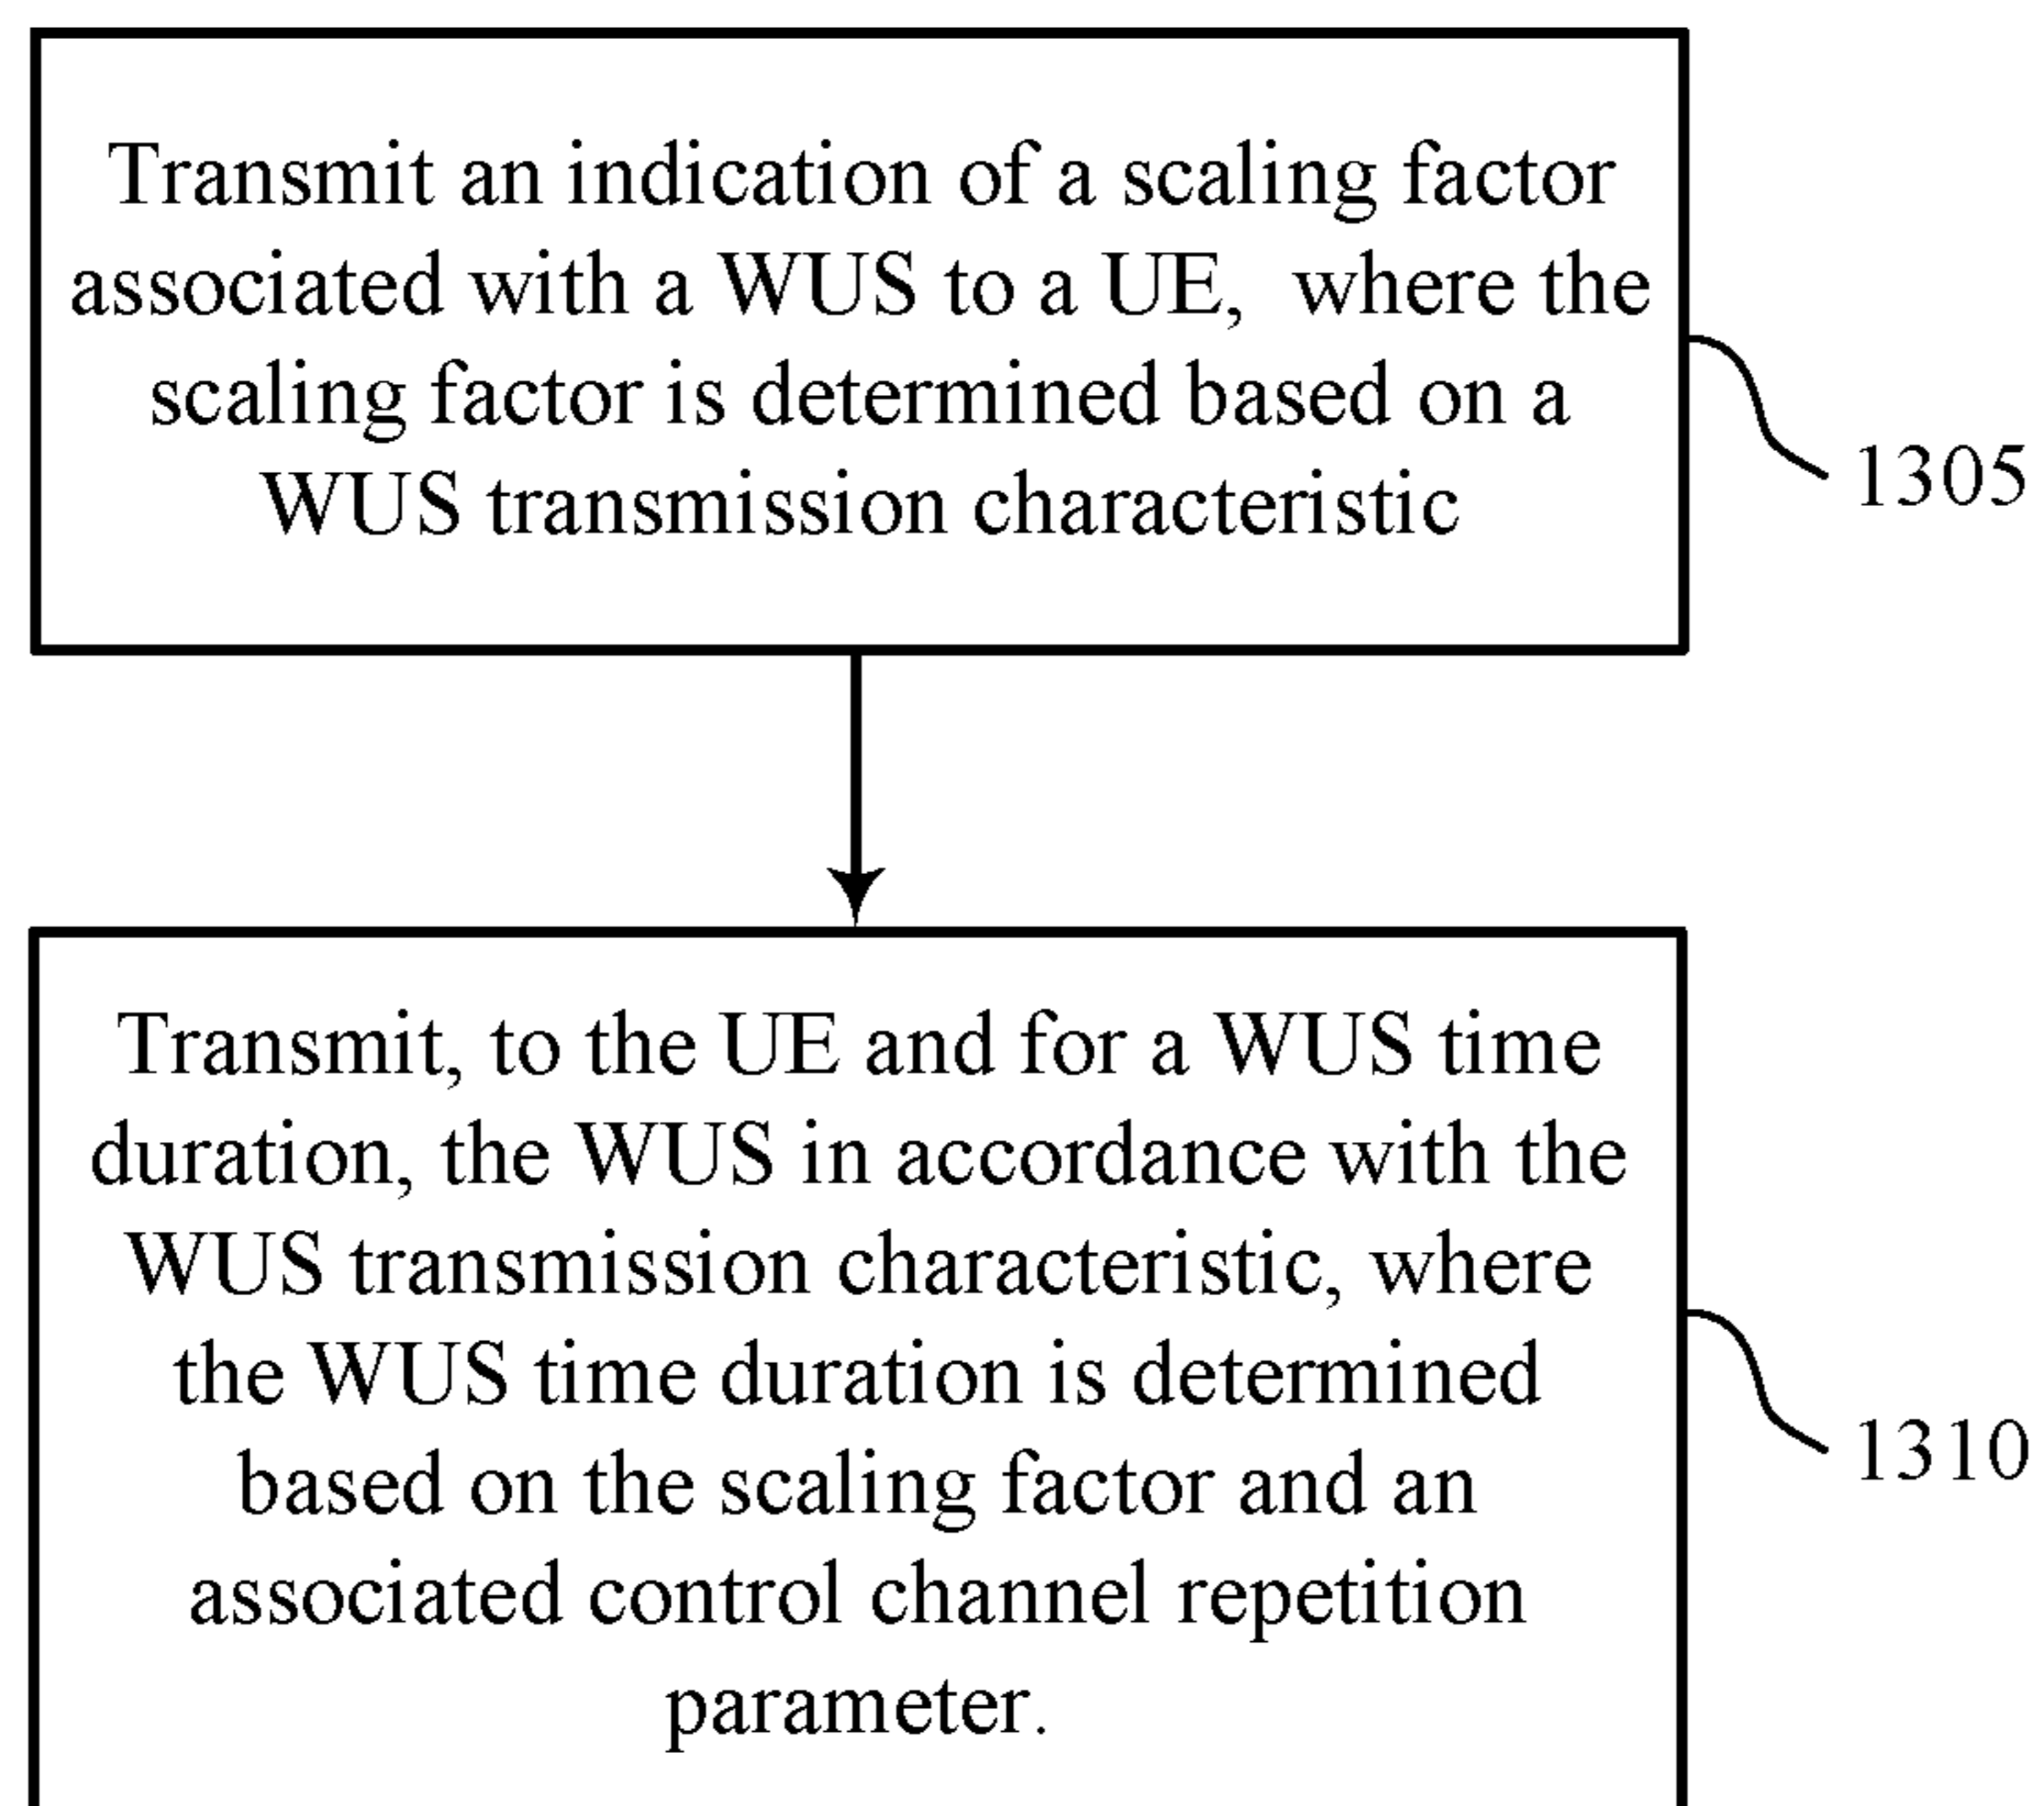 Transmit an indication of a scaling factor
associated with a WUS to a UE, where the
scaling factor is determined based on a
WUS transmission characteristic
1305
Transmit, to the UE and for a WUS time
duration, the WUS in accordance with the
WUS transmission characteristic, where
the WUS time duration is determined
based on the scaling factor and an
associated control channel repetition
parameter.
1310